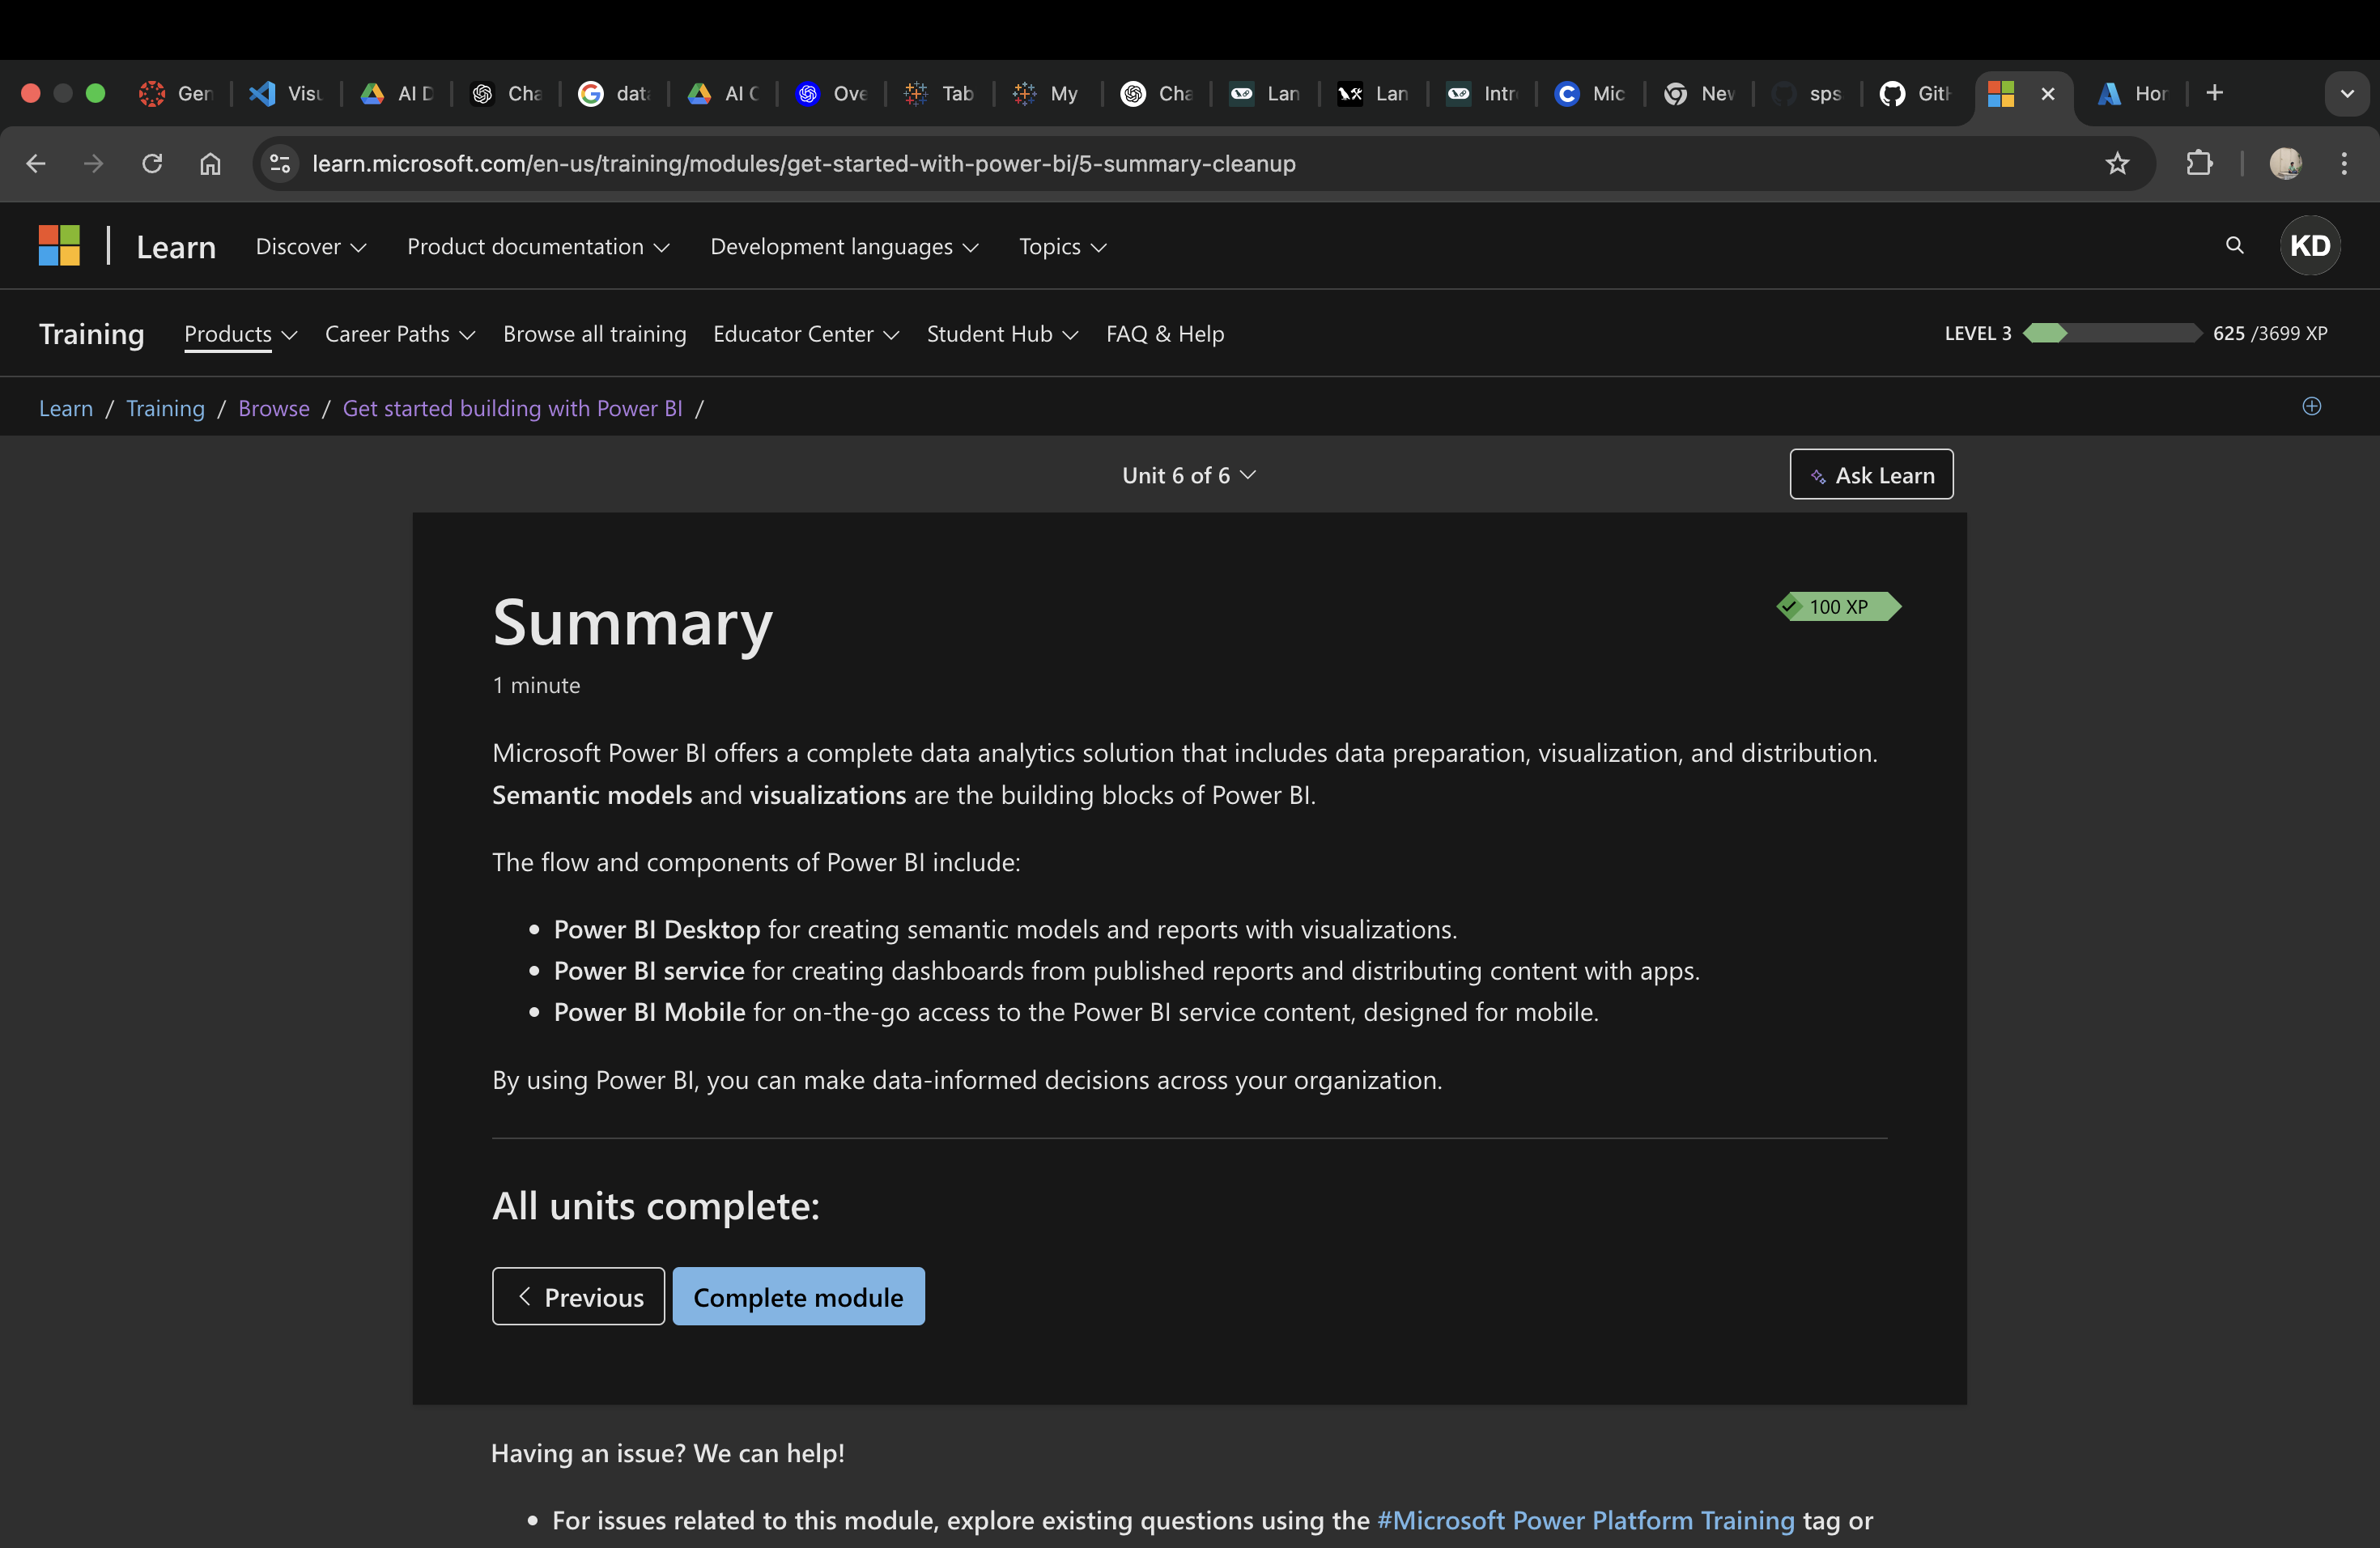 Gen
Visu
AI D
Cha
data
AI C
Ove
Tab
My
Cha
Lan
Lan
Intr
Mic
New
sps
Gith
Hor
learn.microsoft.com/en-us/training/modules/get-started-with-power-bi/5-summary-cleanup
Learn Discover Product documentation Development languages Topics KD
Training Products Career Paths Browse all training Educator Center Student Hub FAQ & Help LEVEL 3 625 /3699 XP
Learn / Training / Browse / Get started building with Power BI /
Unit 6 of 6 Ask Learn
Summary
100 XP
1 minute
Microsoft Power BI offers a complete data analytics solution that includes data preparation, visualization, and distribution.
Semantic models and visualizations are the building blocks of Power BI.
The flow and components of Power BI include:
• Power BI Desktop for creating semantic models and reports with visualizations.
• Power BI service for creating dashboards from published reports and distributing content with apps.
• Power BI Mobile for on-the-go access to the Power BI service content, designed for mobile.
By using Power BI, you can make data-informed decisions across your organization.
All units complete:
Previous Complete module
Having an issue? We can help!
• For issues related to this module, explore existing questions using the #Microsoft Power Platform Training tag or